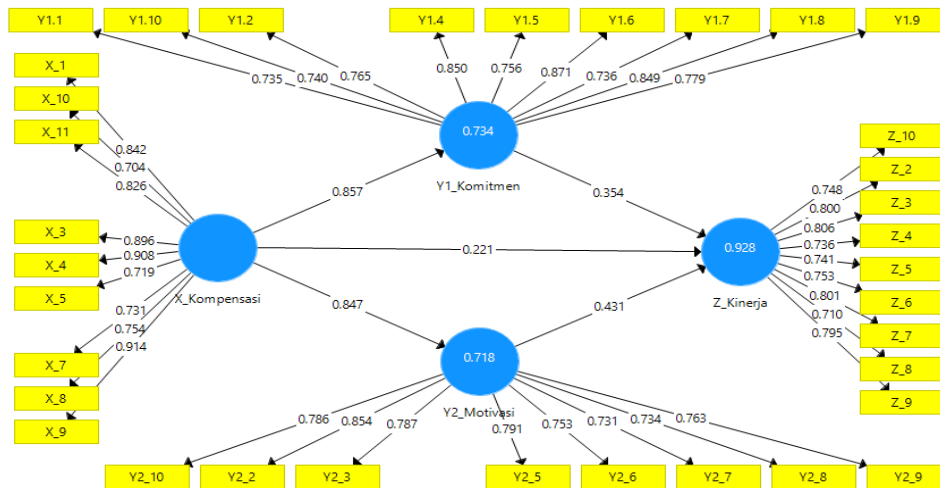 Y1.1 Y1.10 Y1.2 Y1.4 Y1.5 Y1.6 Y1.7 Y1.8 Y1.9
0.735 0.740 0.765 0.850 0.756 0.871 0.736 0.849 0.779
X_1
X_10
X_11
0.842
0.704
0.826
X_3
X_4
X_5
0.896
0.908
0.719
X_7
X_8
X_9
0.731
0.754
0.914
X_Kompensasi
0.857
0.221
0.847
0.734
Y1_Komitmen
0.354
0.431
0.718
Y2_Motivasi
0.928
Z_Kinerja
0.748
0.800
0.806
0.736
0.741
0.753
0.801
0.710
0.795
Z_10
Z_2
Z_3
Z_4
Z_5
Z_6
Z_7
Z_8
Z_9
0.786 0.854 0.787 0.791 0.753 0.731 0.734 0.763
Y2_10 Y2_2 Y2_3 Y2_5 Y2_6 Y2_7 Y2_8 Y2_9